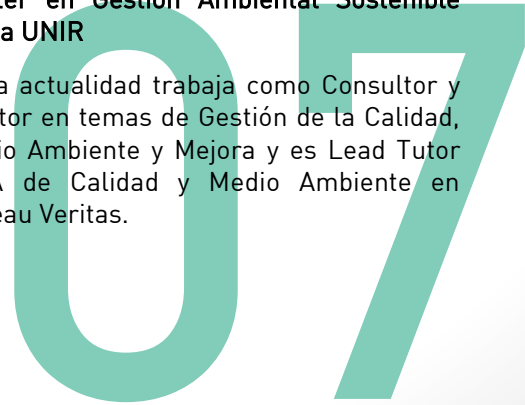 ter en Gestión Ambiental Sostenible
a UNIR
a actualidad trabaja como Consultor y
tor en temas de Gestión de la Calidad,
io Ambiente y Mejora y es Lead Tutor
de Calidad y Medio Ambiente en
eau Veritas.
07